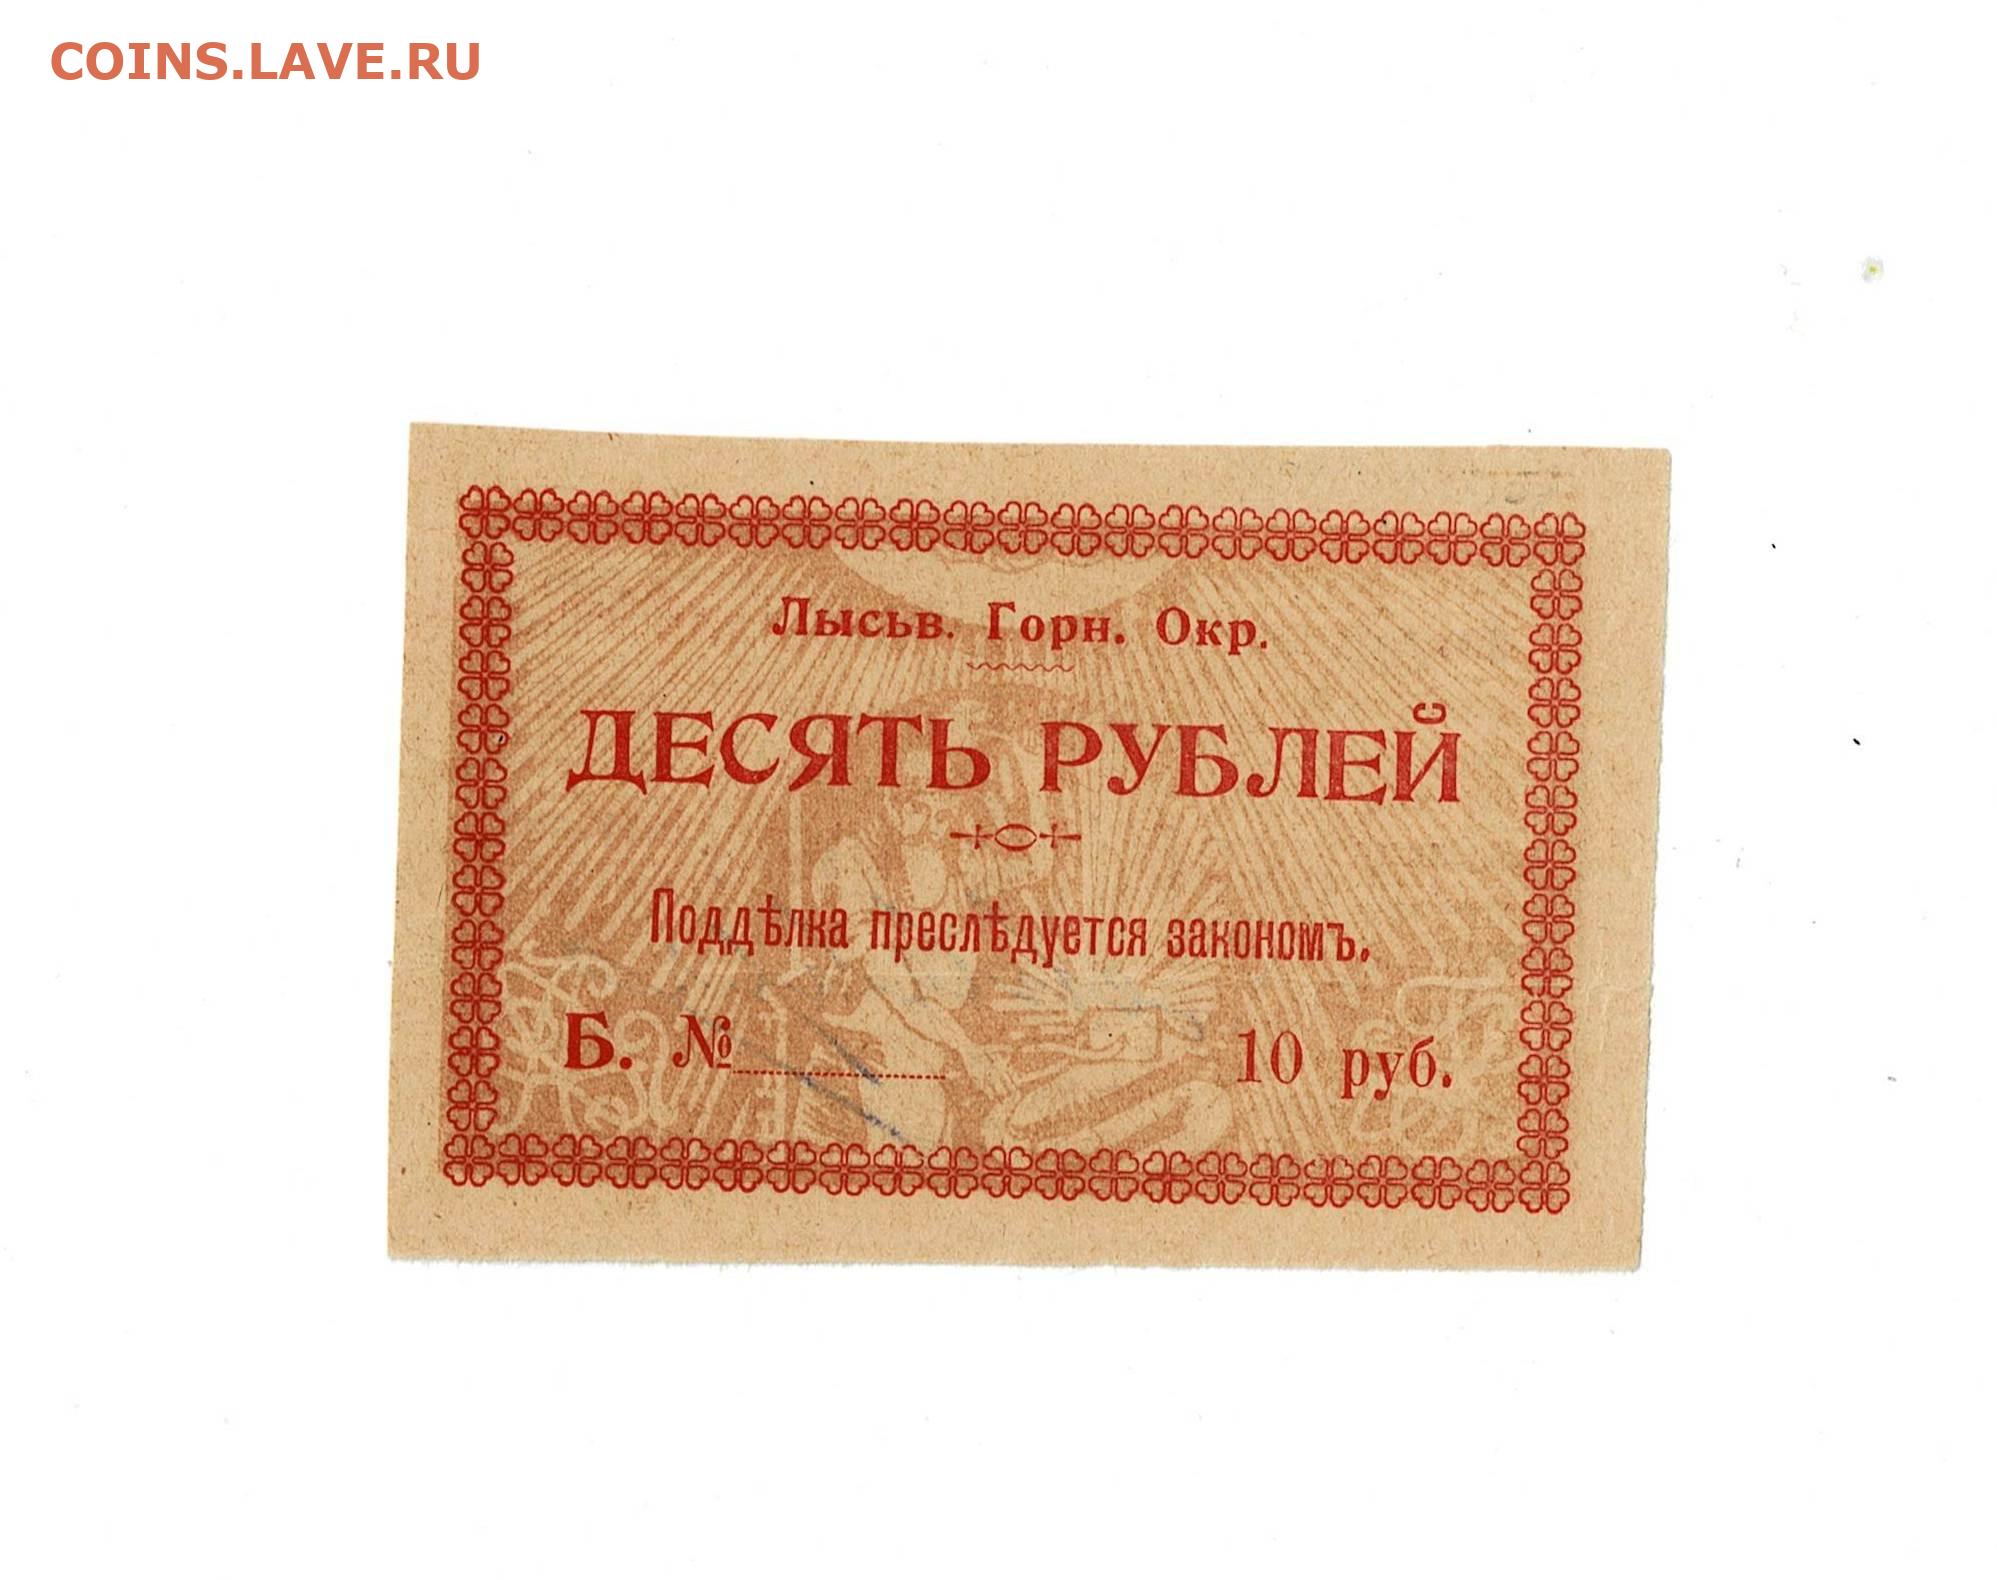 COINS.LAVE.RU
Лысьв. Горн. Окр.
ДЕСЯТЬ РУБЛЕЙ
Поддѣлка преслѣдуется закономъ.
Б. № 10 руб.